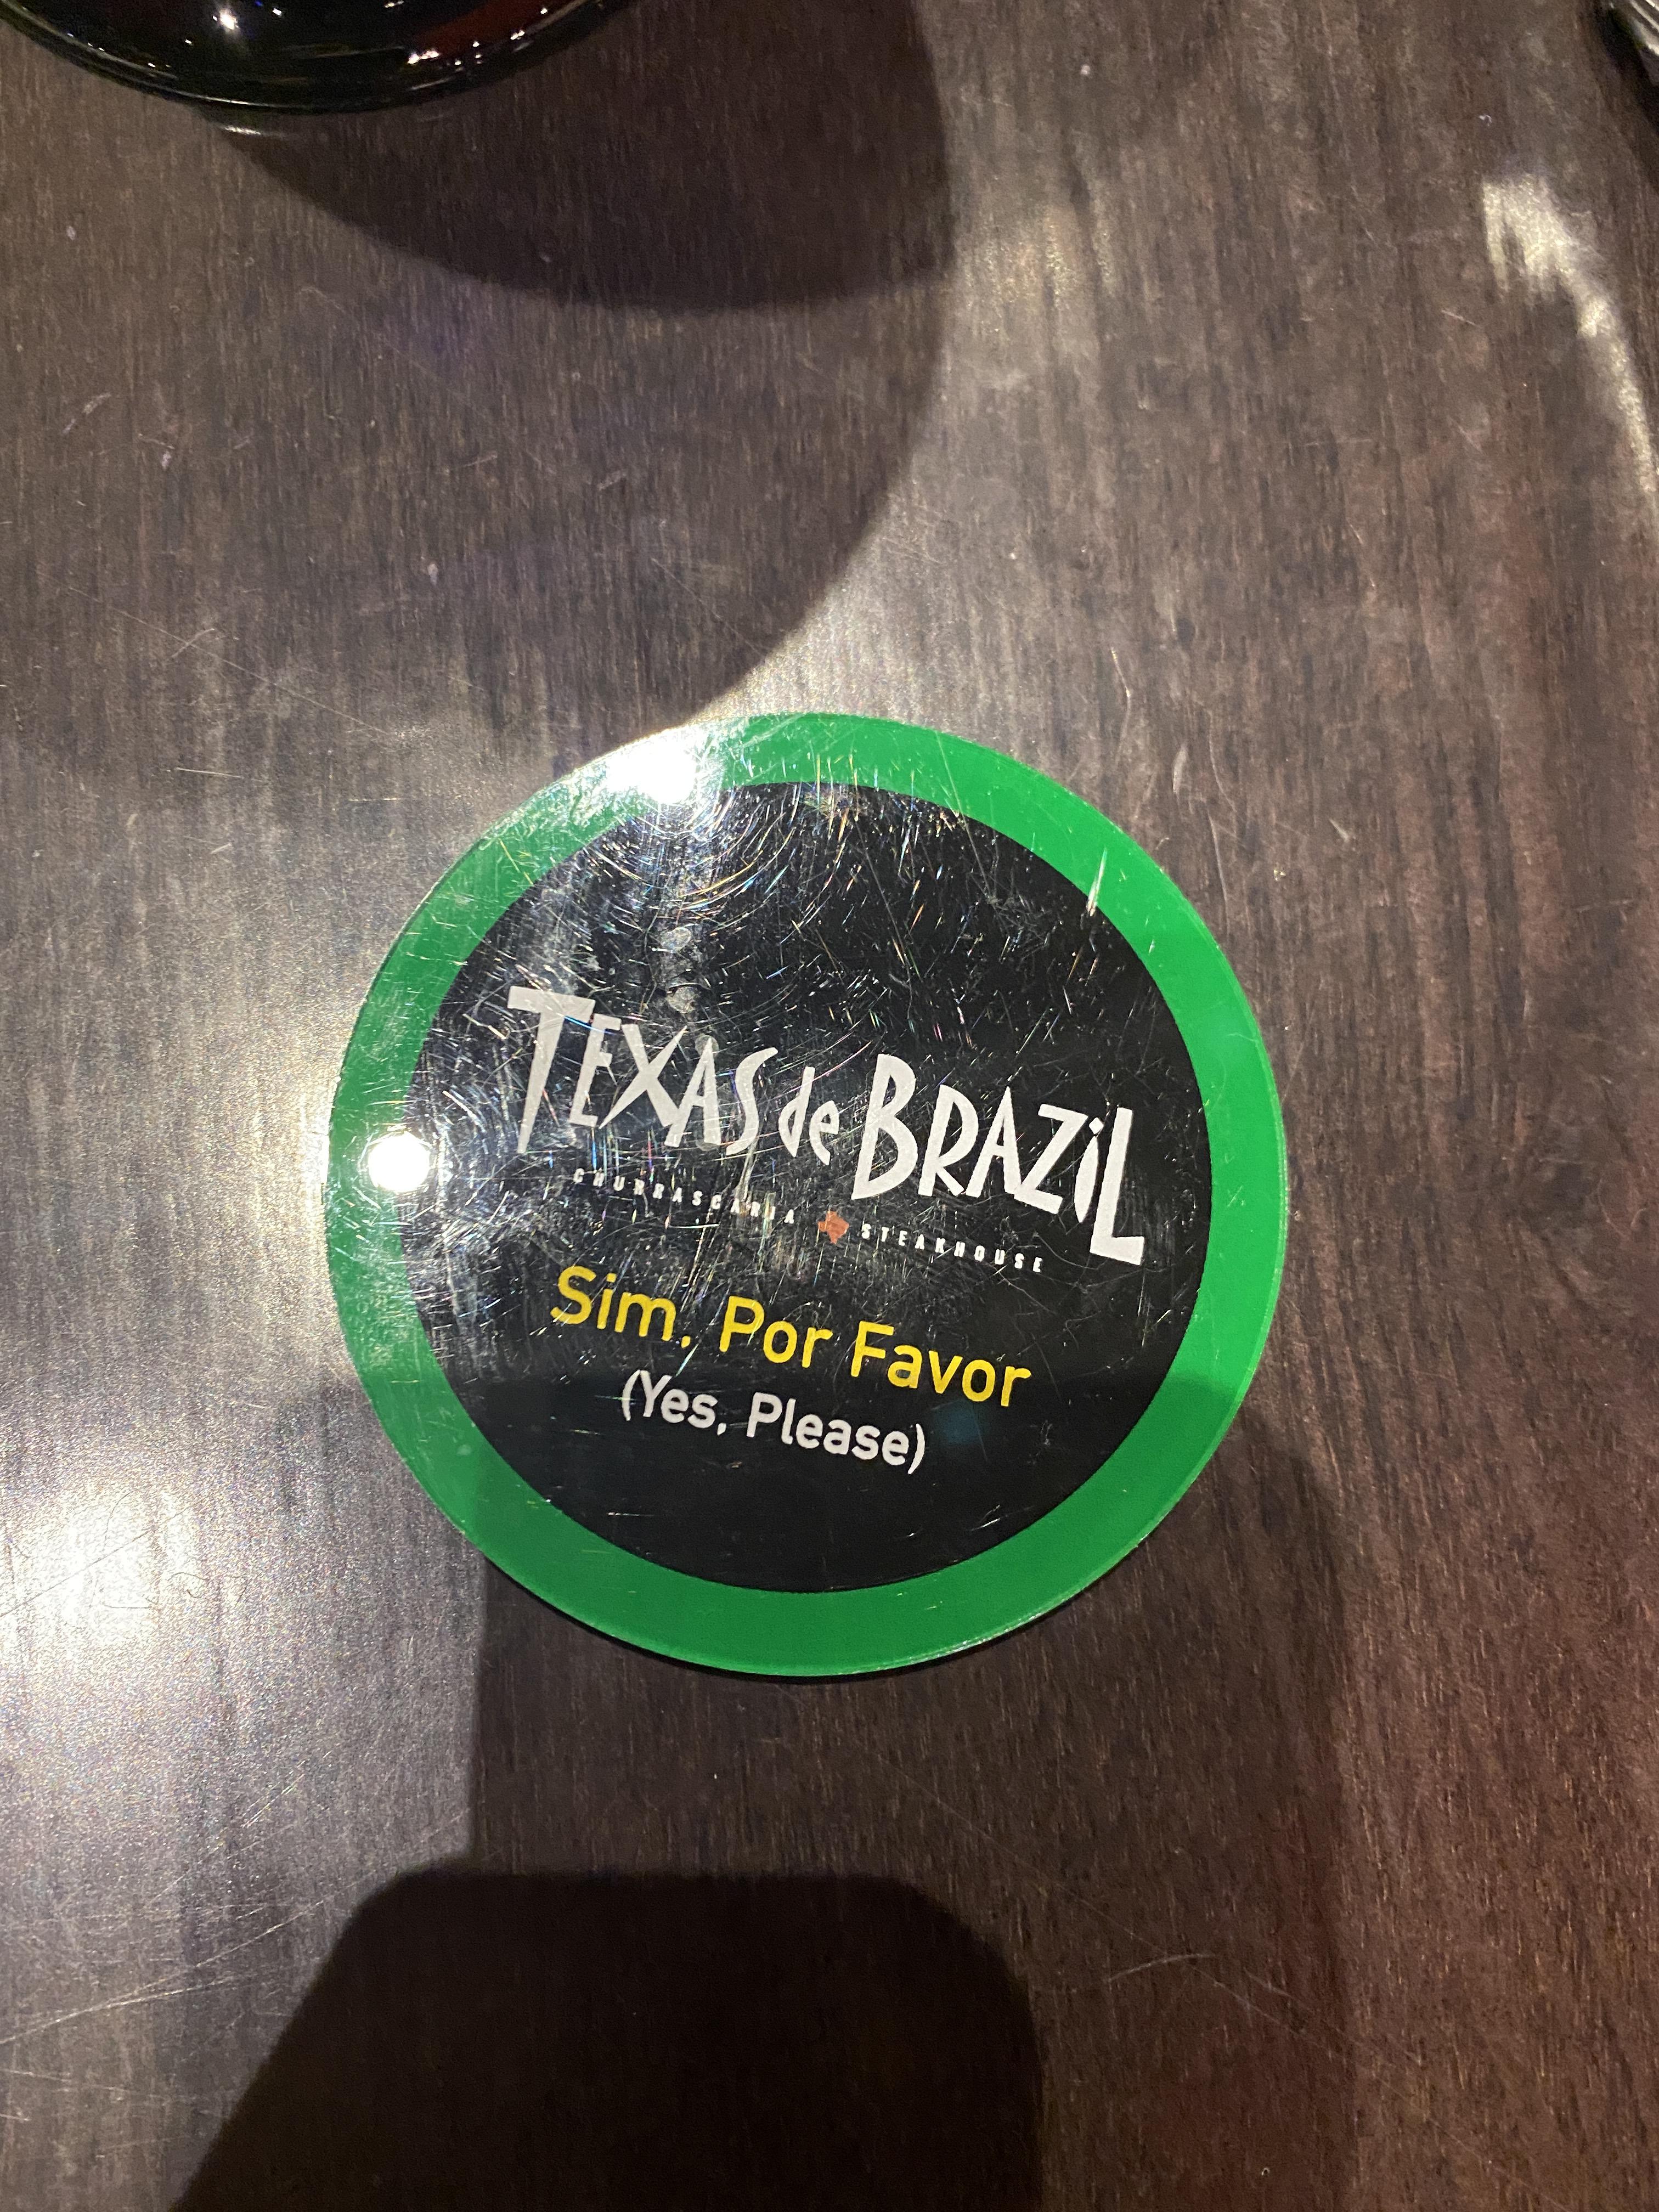 TEXAS de BRAZiL
CHURRASCARIA STEAKHOUSE
Sim, Por Favor
(Yes, Please)